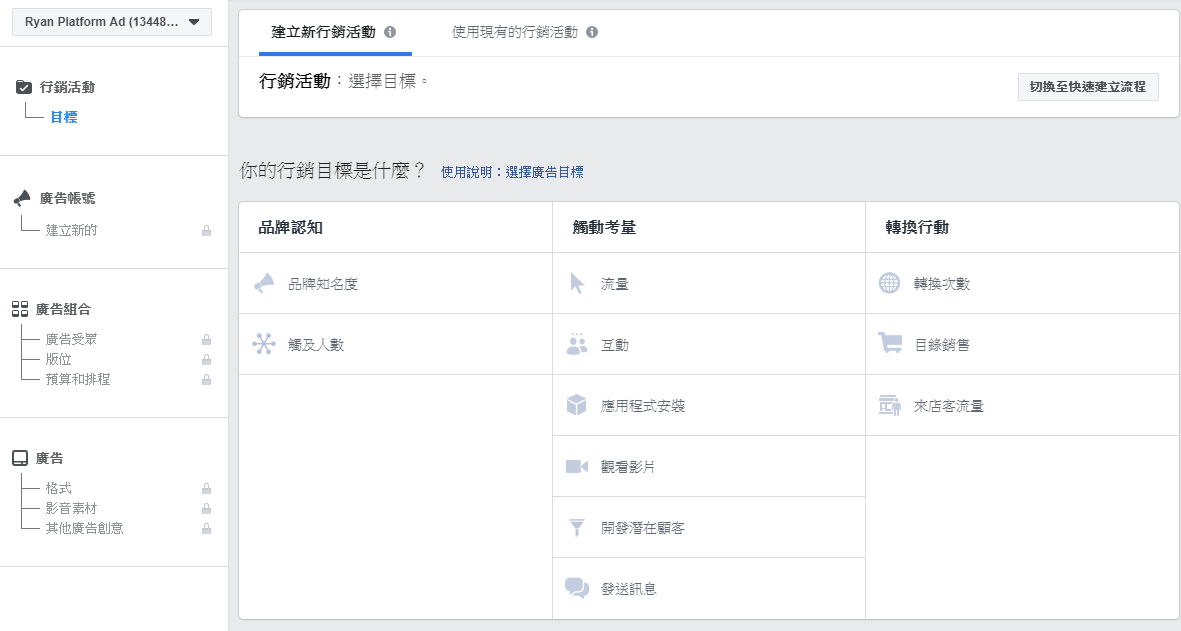 Ryan Platform Ad (13448...
行銷活動
目標
廣告帳號
建立新的
廣告組合
廣告受眾
版位
預算和排程
廣告
格式
影音素材
其他廣告創意
建立新行銷活動
使用現有的行銷活動
行銷活動：選擇目標。
切換至快速建立流程
你的行銷目標是什麼？ 使用說明：選擇廣告目標
品牌認知
品牌知名度
觸及人數
觸動考量
流量
互動
應用程式安裝
觀看影片
開發潛在顧客
發送訊息
轉換行動
轉換次數
目錄銷售
來店客流量